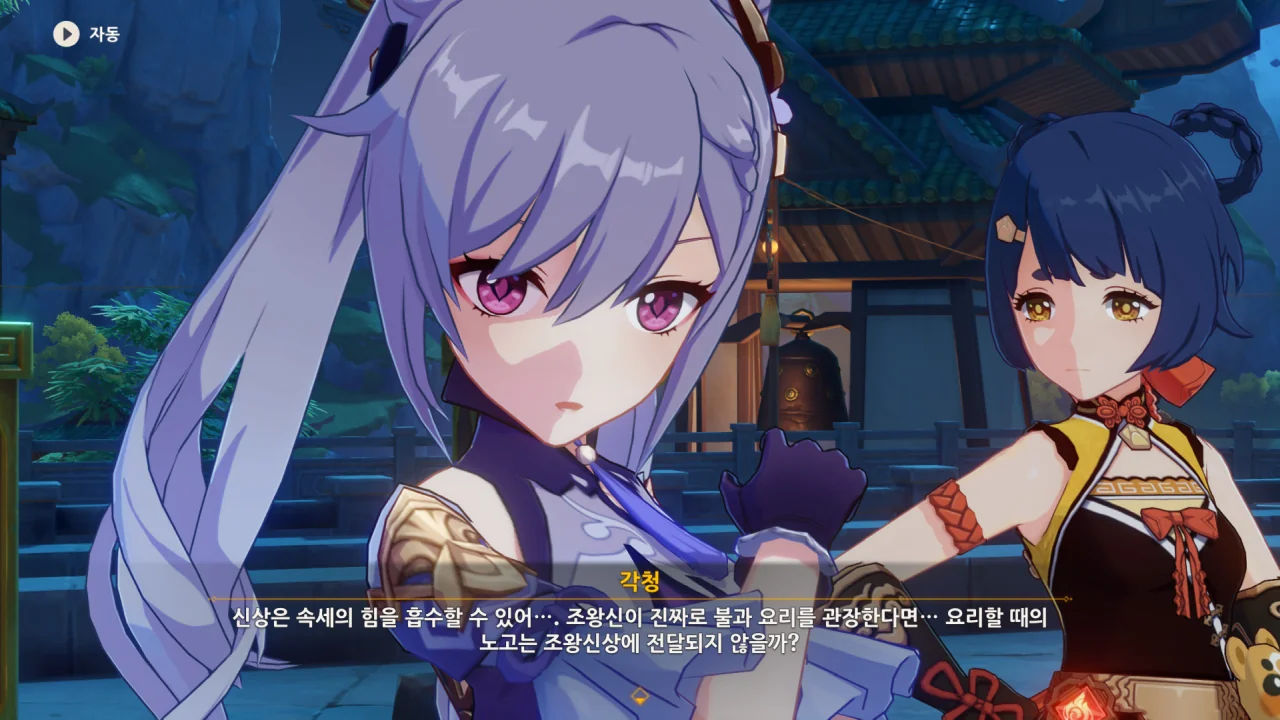 자동
각청
신상은 속세의 힘을 흡수할 수 있어…. 조왕신이 진짜로 불과 요리를 관장한다면… 요리할 때의
노고는 조왕신상에 전달되지 않을까?